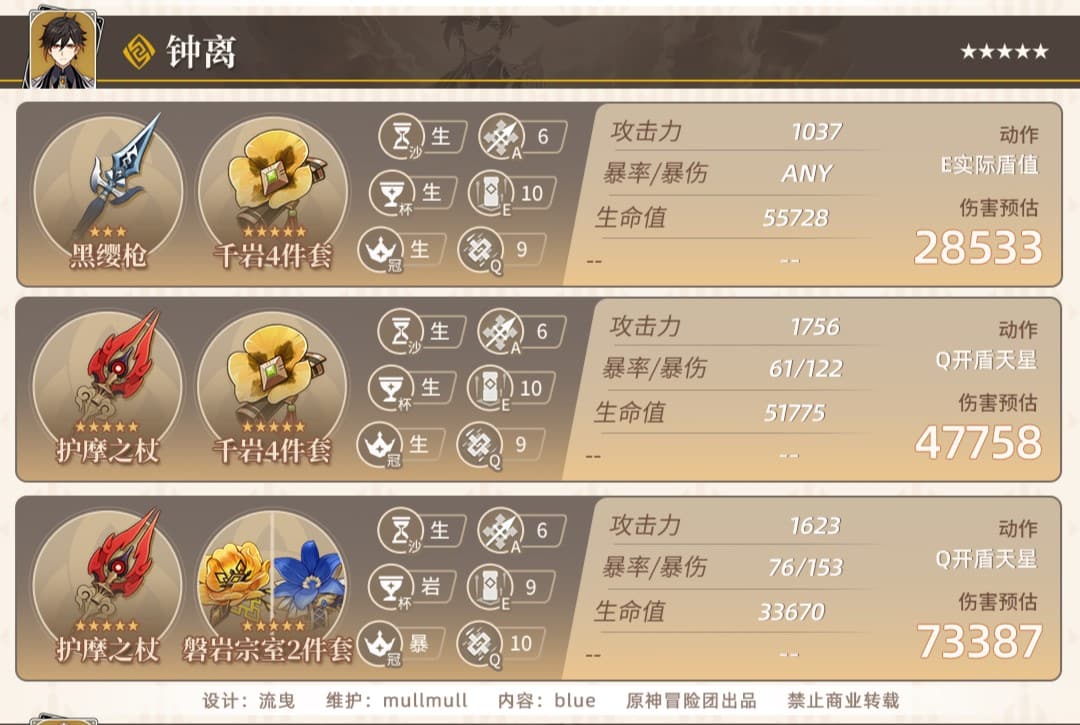 钟离
★★★★★
生 6 攻击力 1037 动作
沙 A
暴率/暴伤 ANY E实际盾值
生 10
杯 E
生命值 55728 伤害预估
★★★ ★★★★★
黑缨枪 千岩4件套 生 9 28533
冠 Q
-- --
生 6 攻击力 1756 动作
沙 A
暴率/暴伤 61/122 Q开盾天星
生 10
杯 E
生命值 51775 伤害预估
★★★★★ ★★★★★
护摩之杖 千岩4件套 生 9 47758
冠 Q
-- --
生 6 攻击力 1623 动作
沙 A
暴率/暴伤 76/153 Q开盾天星
岩 9
杯 E
生命值 33670 伤害预估
★★★★★ ★★★★★
护摩之杖 磐岩宗室2件套 暴 10 73387
冠 Q
-- --
设计：流曳 维护：mullmull 内容：blue 原神冒险团出品 禁止商业转载